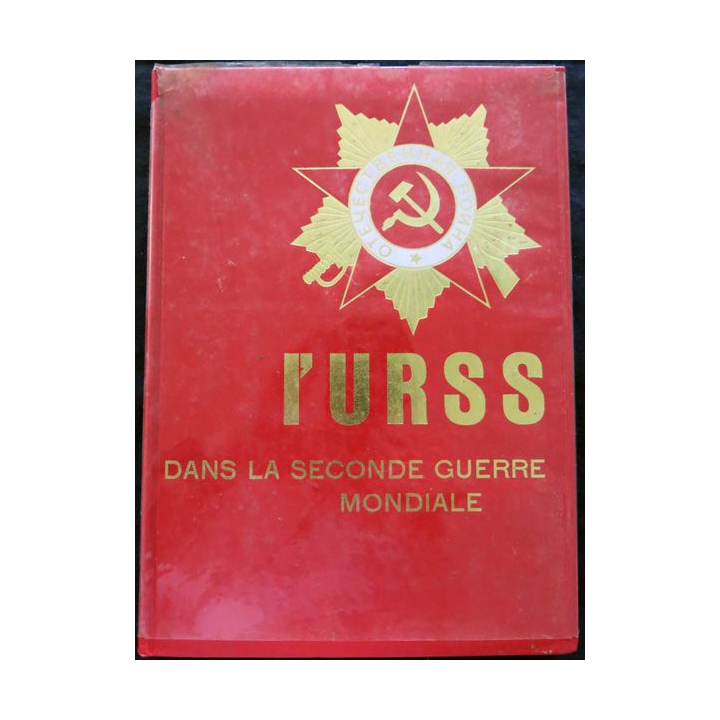 ОТЕЧЕСТВЕННАЯ ВОЙНА
l'URSS
DANS LA SECONDE GUERRE
MONDIALE